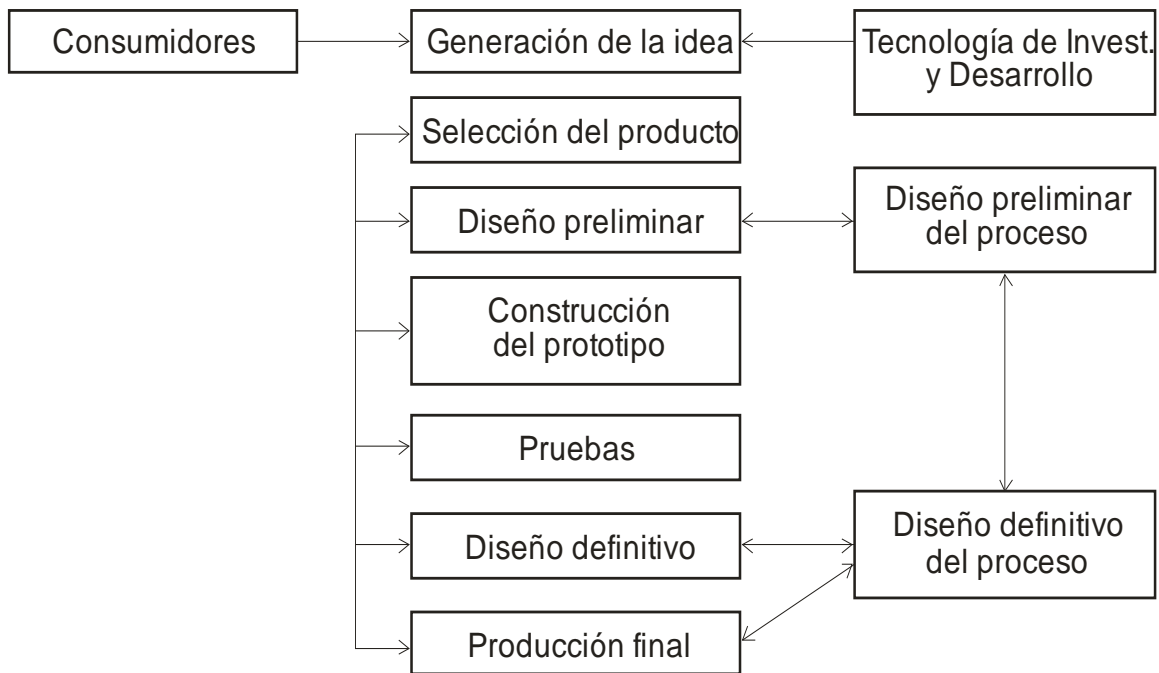 Consumidores
Generación de la idea
Tecnología de Invest.
y Desarrollo
Selección del producto
Diseño preliminar
Diseño preliminar
del proceso
Construcción
del prototipo
Pruebas
Diseño definitivo
Diseño definitivo
del proceso
Producción final